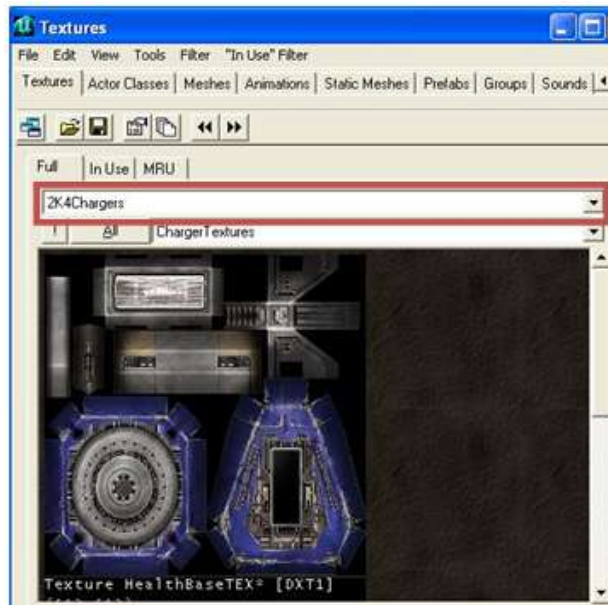 Textures
File Edit View Tools Filter "In Use" Filter
Textures Actor Classes Meshes Animations Static Meshes Prefabs Groups Sounds
Full In Use MRU
2K4Chargers
! All ChargerTextures
Texture HealthBaseTEX* [DXT1]